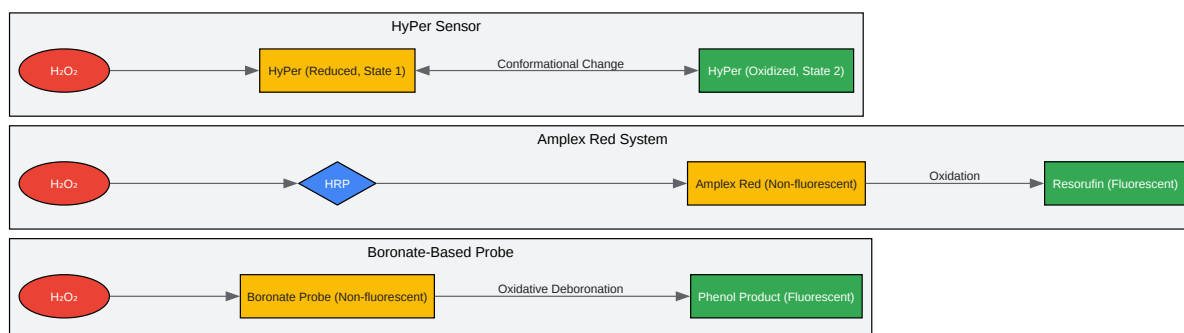 HyPer Sensor
H₂O₂
HyPer (Reduced, State 1)
Conformational Change
HyPer (Oxidized, State 2)
Amplex Red System
H₂O₂
HRP
Amplex Red (Non-fluorescent)
Oxidation
Resorufin (Fluorescent)
Boronate-Based Probe
H₂O₂
Boronate Probe (Non-fluorescent)
Oxidative Deboronation
Phenol Product (Fluorescent)